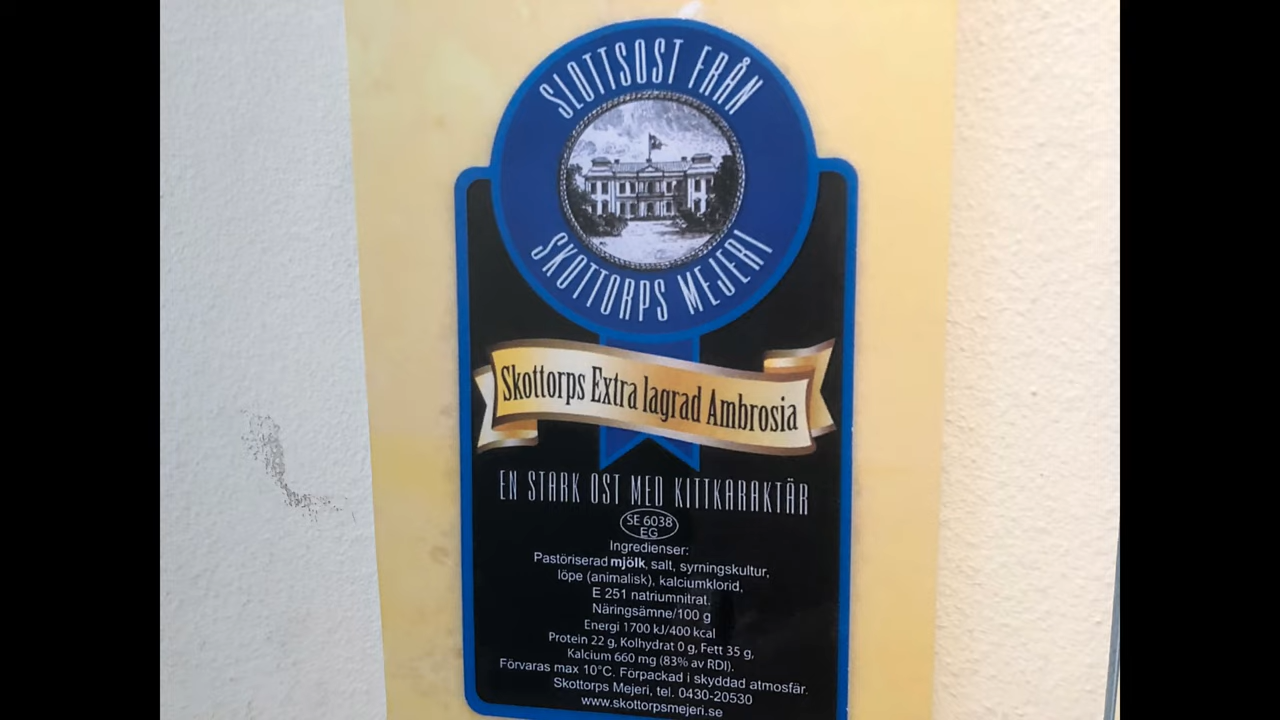 SLOTTSOST FRÅN
SKOTTORPS MEJERI
Skottorps Extra lagrad Ambrosia
EN STARK OST MED KITTKARAKTÄR
SE 6038
EG
Ingredienser:
Pastöriserad mjölk, salt, syrningskultur,
löpe (animalisk), kalciumklorid,
E 251 natriumnitrat.
Näringsämne/100 g
Energi 1700 kJ/400 kcal
Protein 22 g, Kolhydrat 0 g, Fett 35 g,
Kalcium 660 mg (83% av RDI).
Förvaras max 10°C. Förpackad i skyddad atmosfär.
Skottorps Mejeri, tel. 0430-20530
www.skottorpsmejeri.se